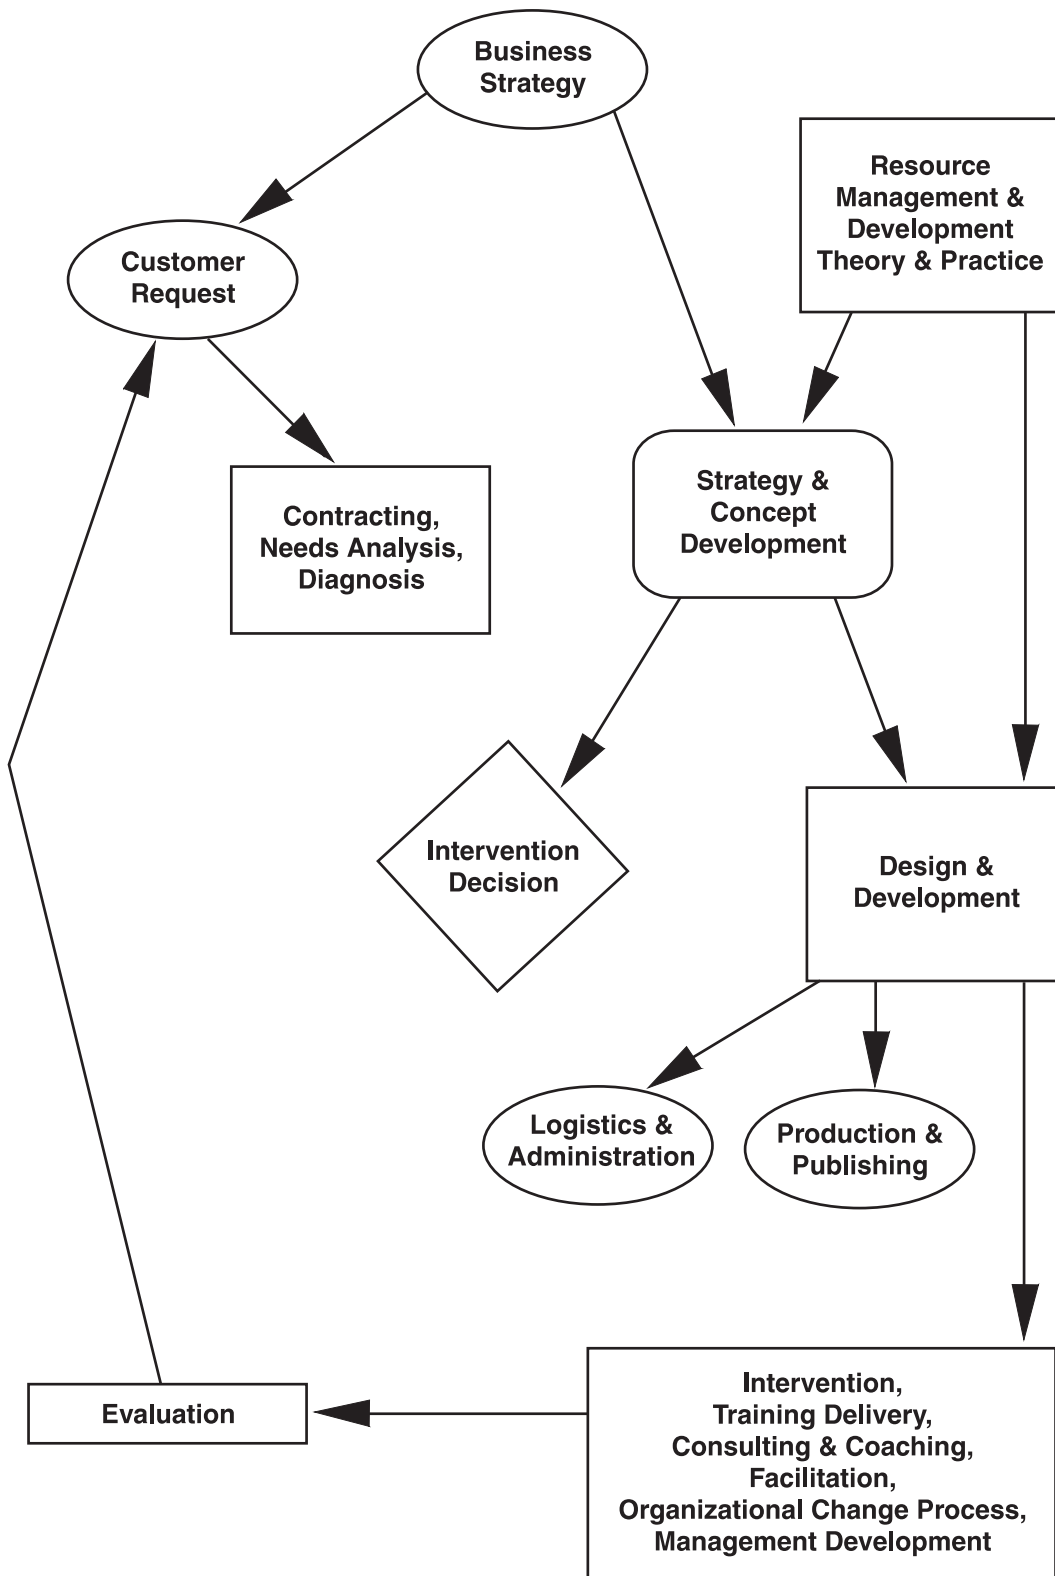 Business
Strategy
Resource
Management &
Development
Theory & Practice
Customer
Request
Strategy &
Concept
Development
Contracting,
Needs Analysis,
Diagnosis
Intervention
Decision
Design &
Development
Logistics &
Administration
Production &
Publishing
Evaluation
Intervention,
Training Delivery,
Consulting & Coaching,
Facilitation,
Organizational Change Process,
Management Development